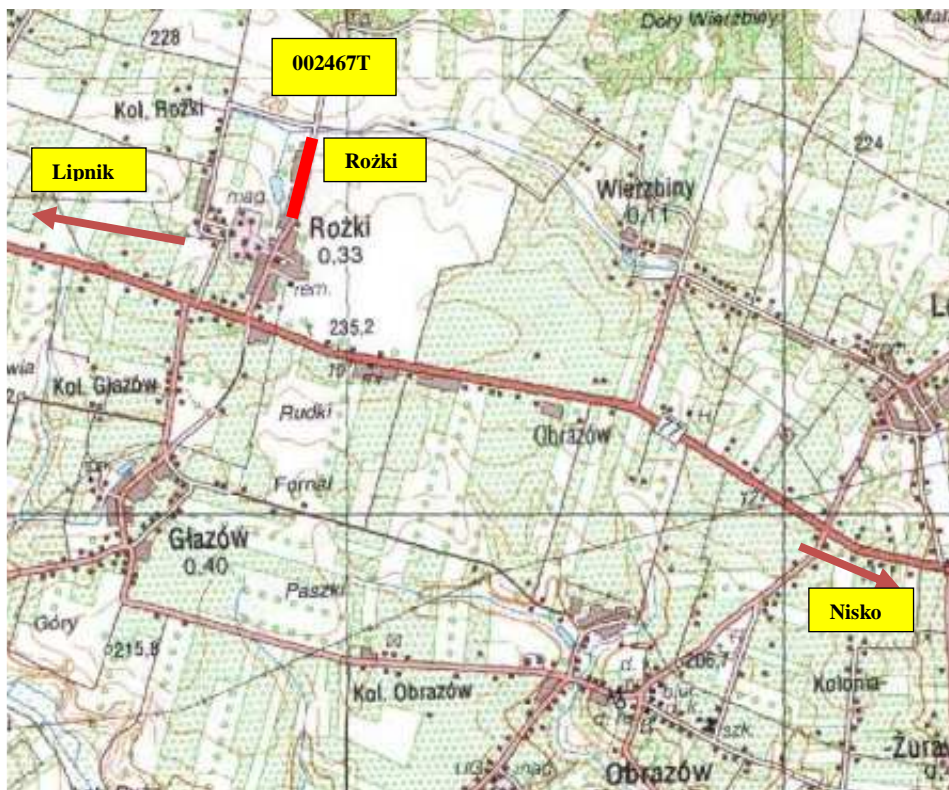 Doły Wierzbiny
228
002467T
Kol. Rożki
Rożki
224
Lipnik
Wierzbiny
0,11
mag.
Rożki
0,33
rem.
235,2
Kol. Głazów
Rudki
Obrazów
77
Fornal
Głazów
0,40
Paszki
Nisko
Góry
215,8
206,7
Kol. Obrazów
Kolonia
szk.
Obrazów